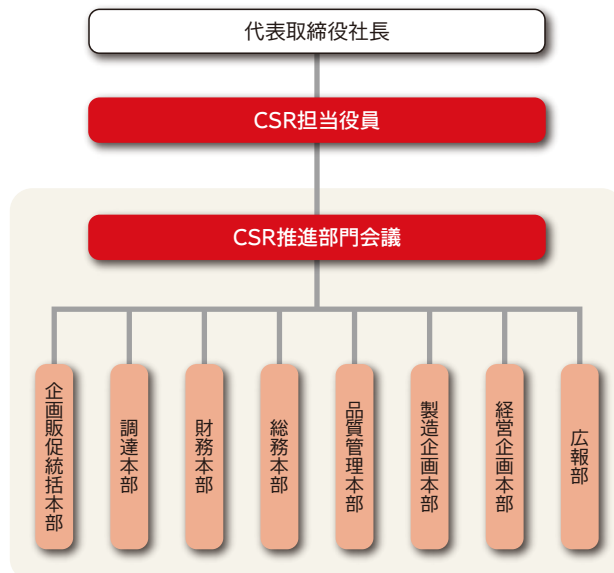 代表取締役社長
CSR担当役員
CSR推進部門会議
企画販促統括本部
調達本部
財務本部
総務本部
品質管理本部
製造企画本部
経営企画本部
広報部